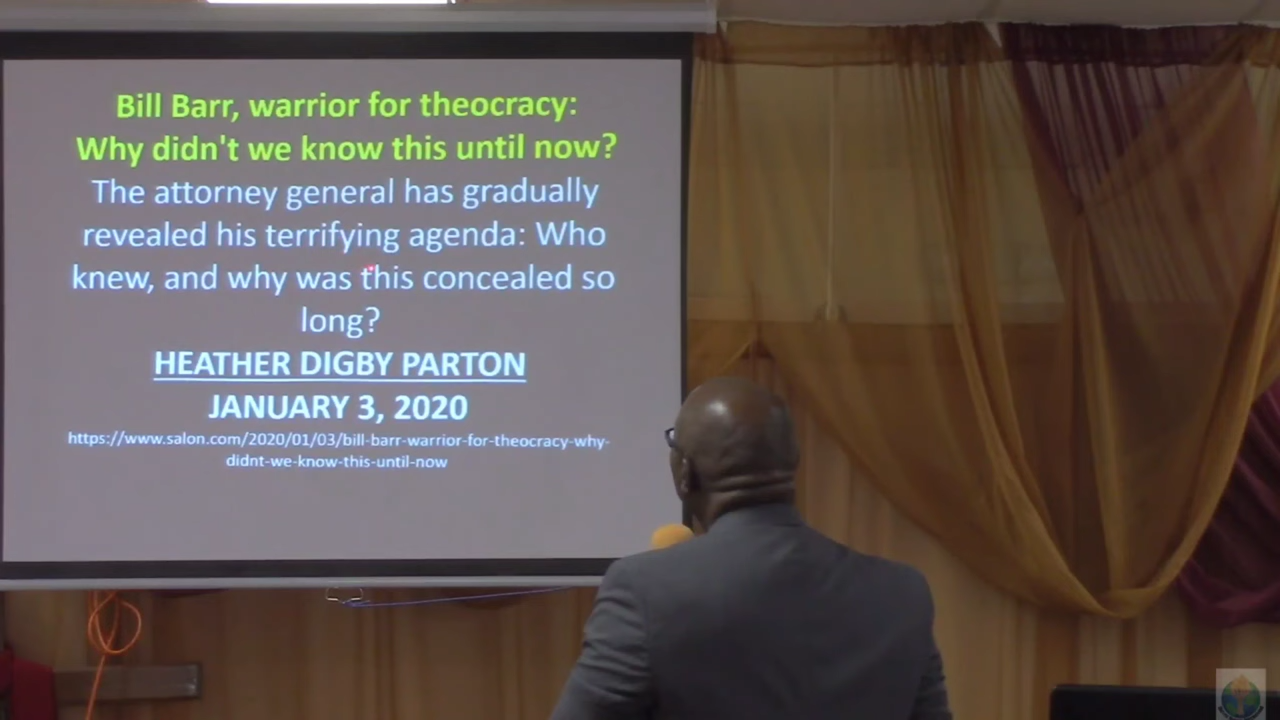 Bill Barr, warrior for theocracy:
Why didn't we know this until now?
The attorney general has gradually
revealed his terrifying agenda: Who
knew, and why was this concealed so
long?
HEATHER DIGBY PARTON
JANUARY 3, 2020
https://www.salon.com/2020/01/03/bill-barr-warrior-for-theocracy-why-
didnt-we-know-this-until-now